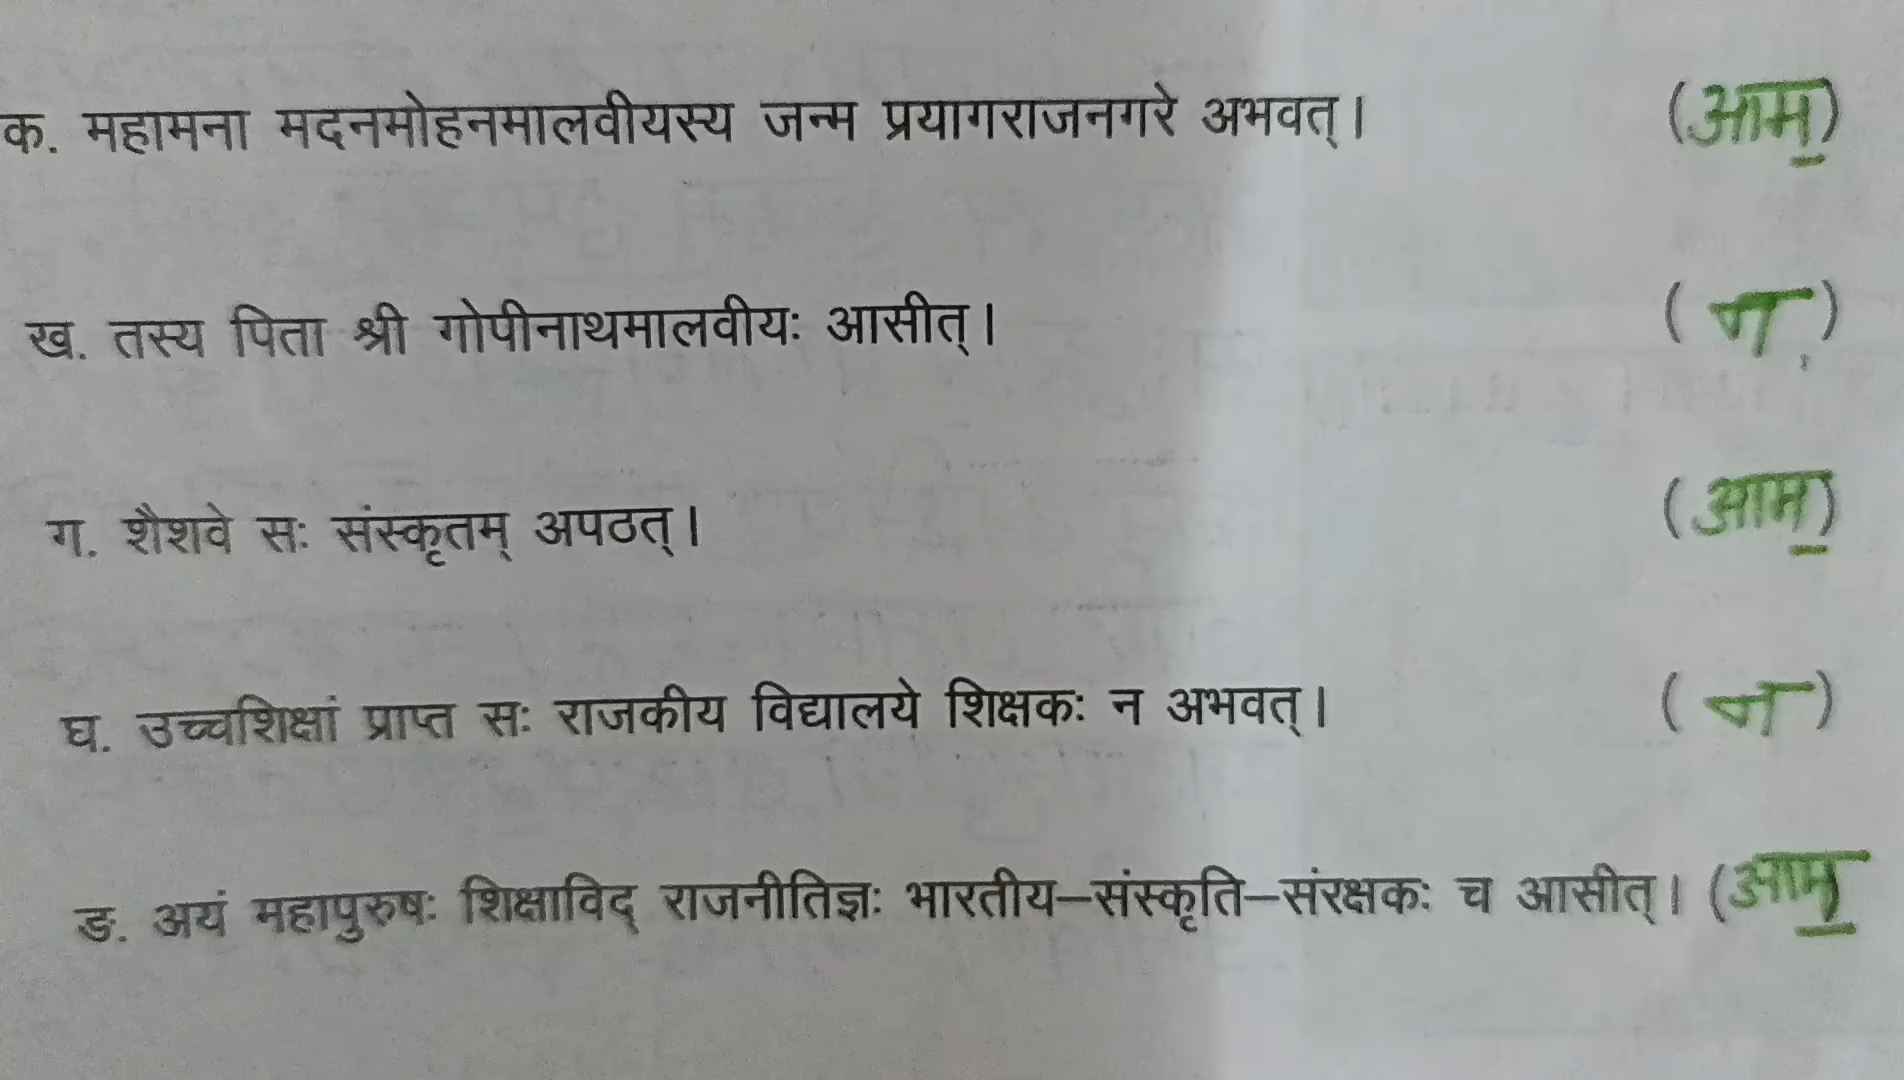 क. महामना मदनमोहनमालवीयस्य जन्म प्रयागराजनगरे अभवत्। (आम्)
ख. तस्य पिता श्री गोपीनाथमालवीयः आसीत्। (न)
ग. शैशवे सः संस्कृतम् अपठत्। (आम्)
घ. उच्चशिक्षां प्राप्त सः राजकीय विद्यालये शिक्षकः न अभवत्। (न)
ङ. अयं महापुरुषः शिक्षाविद् राजनीतिज्ञः भारतीय–संस्कृति–संरक्षकः च आसीत्। (आम्)